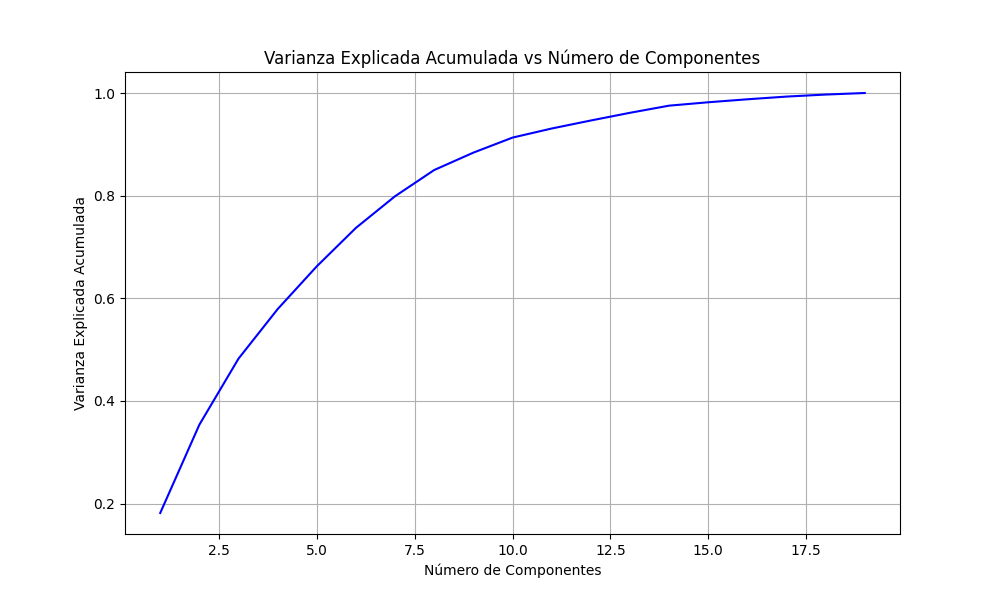 Varianza Explicada Acumulada vs Número de Componentes
1.0
0.8
0.6
0.4
0.2
Varianza Explicada Acumulada
2.5 5.0 7.5 10.0 12.5 15.0 17.5
Número de Componentes